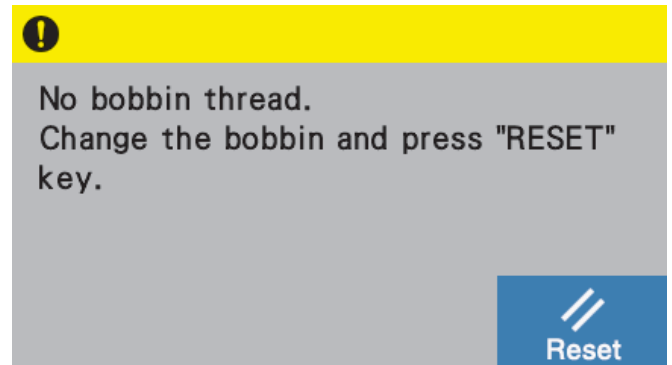 No bobbin thread.
Change the bobbin and press "RESET"
key.
Reset